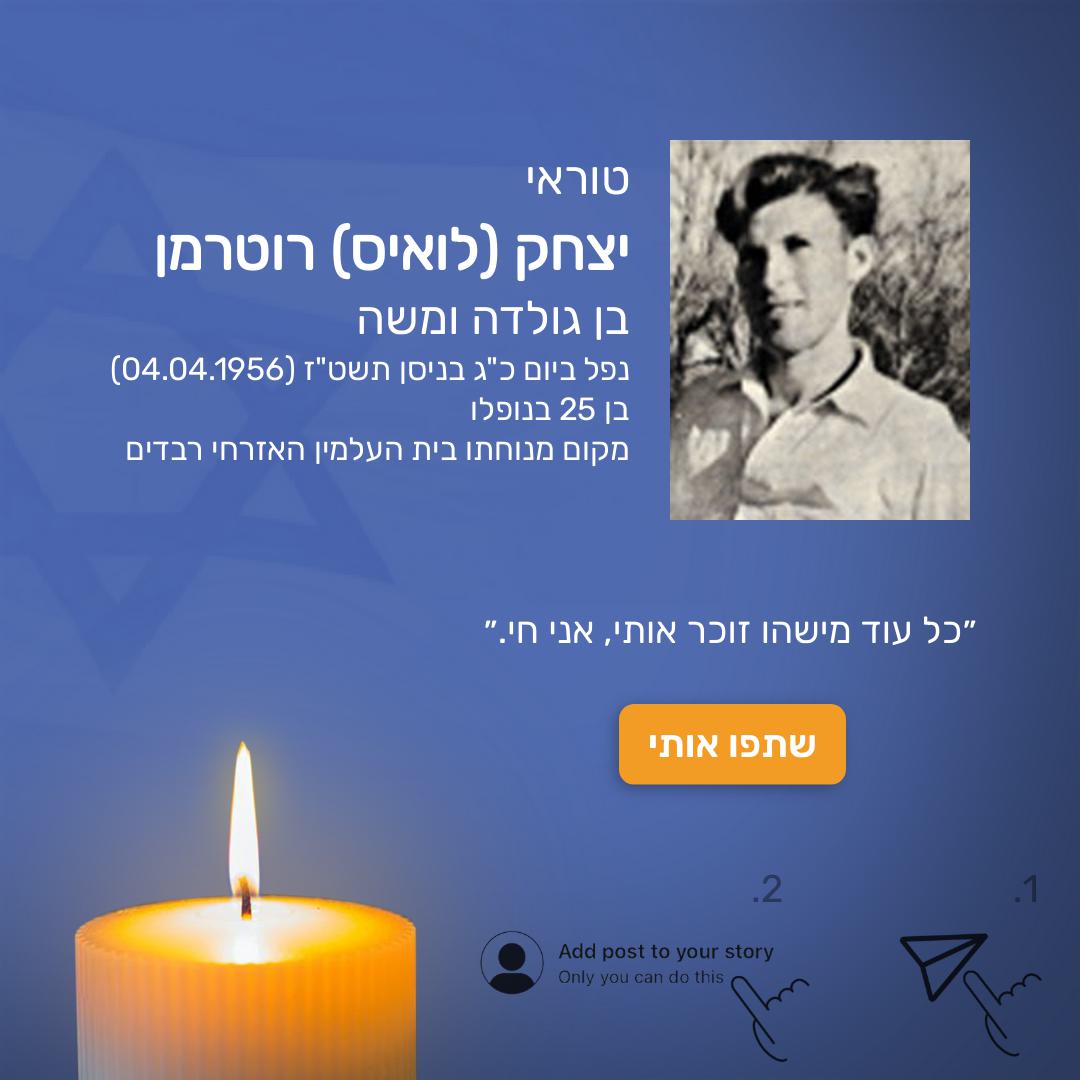 טוראי
יצחק (לואיס) רוטרמן
בן גולדה ומשה
נפל ביום כ"ג בניסן תשט"ז (04.04.1956)
בן 25 בנופלו
מקום מנוחתו בית העלמין האזרחי רבדים
״כל עוד מישהו זוכר אותי, אני חי.״
שתפו אותי
1.
2.
Add post to your story
Only you can do this